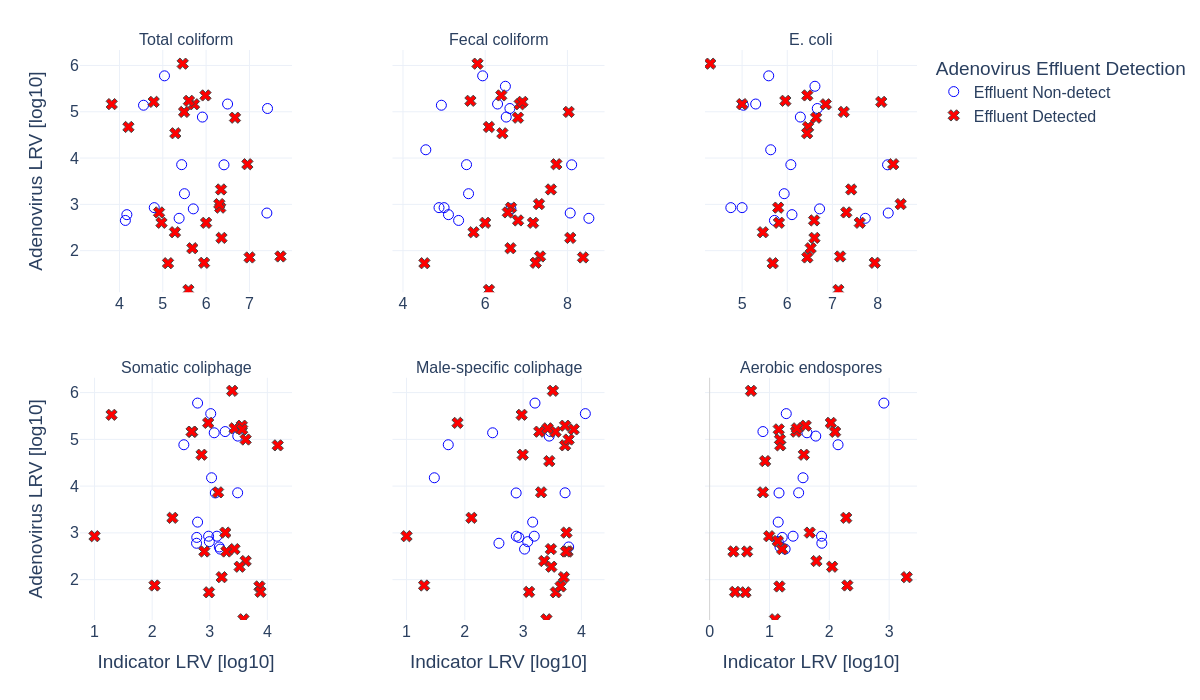 Total coliform
Fecal coliform
E. coli
Adenovirus Effluent Detection
Effluent Non-detect
Effluent Detected
Adenovirus LRV [log10]
6
5
4
3
2
4 5 6 7
4 6 8
5 6 7 8
Somatic coliphage
Male-specific coliphage
Aerobic endospores
Adenovirus LRV [log10]
6
5
4
3
2
1 2 3 4
1 2 3 4
0 1 2 3
Indicator LRV [log10]
Indicator LRV [log10]
Indicator LRV [log10]